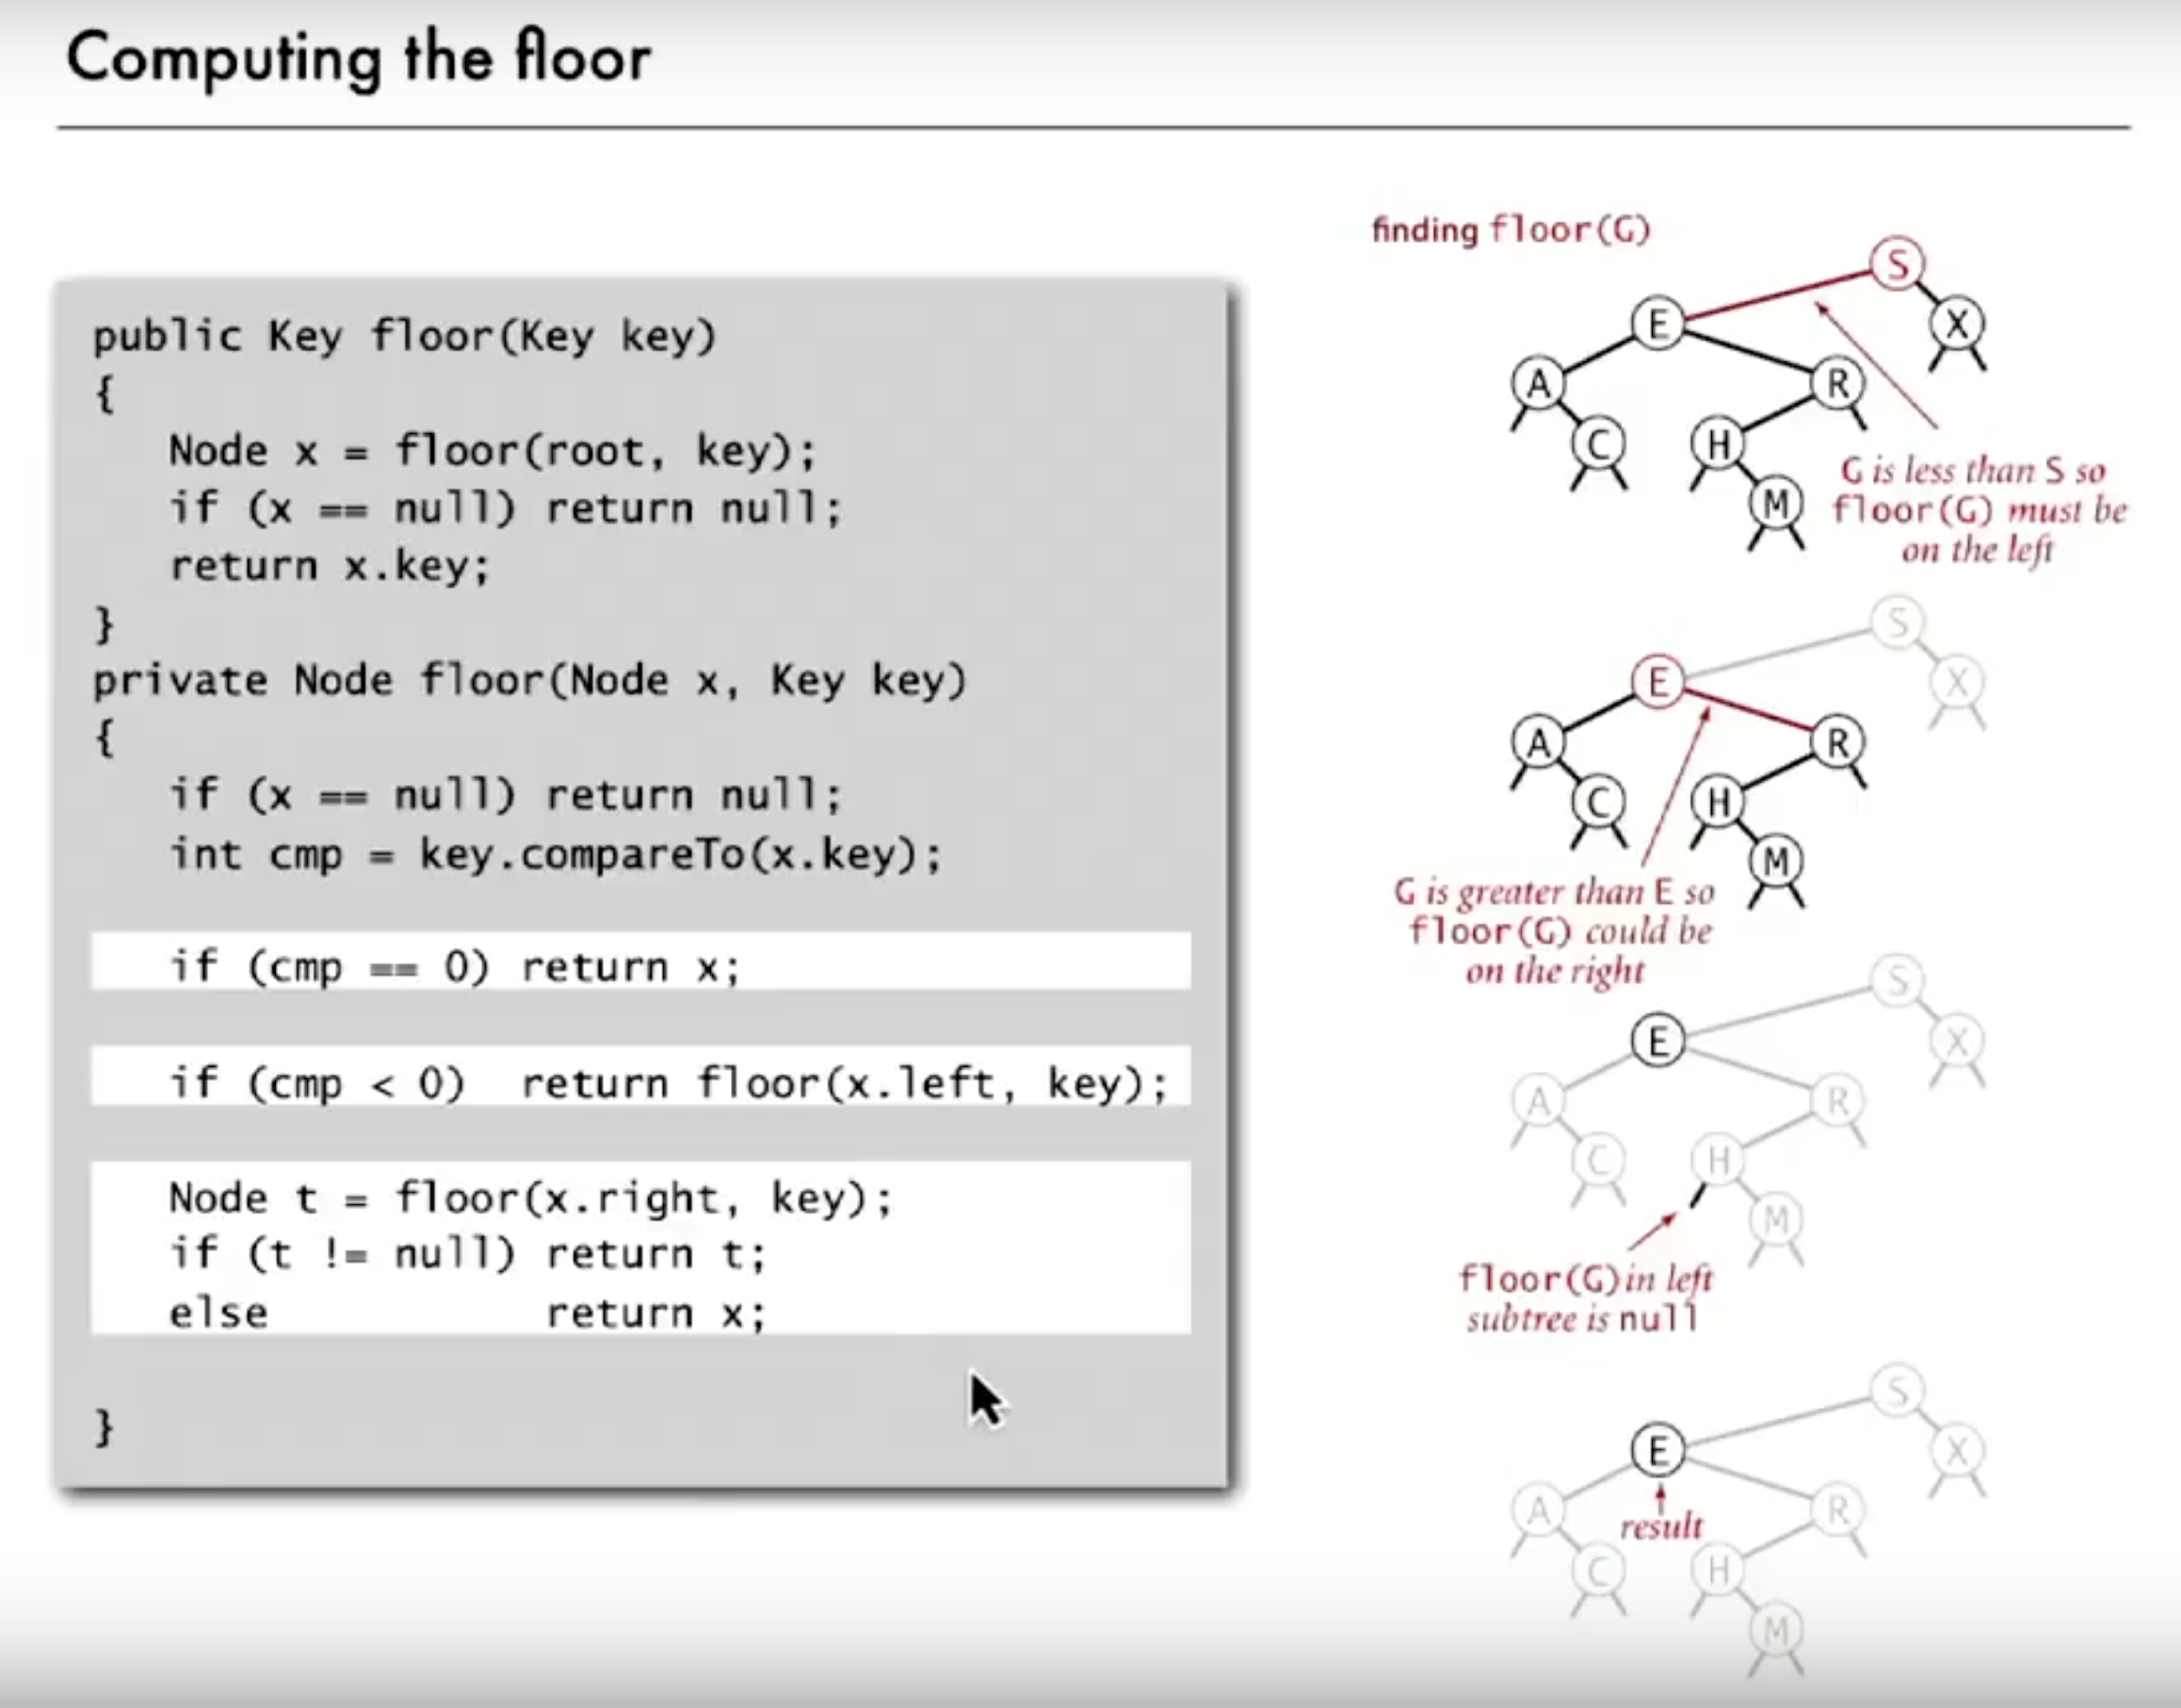 Computing the floor
public Key floor(Key key)
{
Node x = floor(root, key);
if (x == null) return null;
return x.key;
}
private Node floor(Node x, Key key)
{
if (x == null) return null;
int cmp = key.compareTo(x.key);
if (cmp == 0) return x;
if (cmp < 0)  return floor(x.left, key);
Node t = floor(x.right, key);
if (t != null) return t;
else           return x;
}
finding floor(G)
S
E
X
A
R
C
H
M
G is less than S so
floor(G) must be
on the left
S
E
X
A
R
C
H
M
G is greater than E so
floor(G) could be
on the right
S
E
X
A
R
C
H
M
floor(G)in left
subtree is null
S
E
X
A
R
result
C
H
M